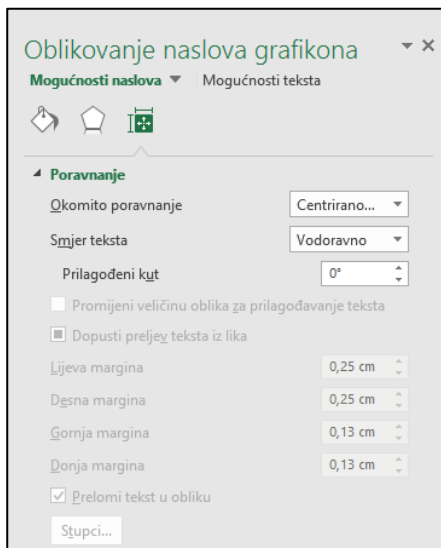 Oblikovanje naslova grafikona
Mogućnosti naslova Mogućnosti teksta
Poravnanje
Okomito poravnanje Centrirano...
Smjer teksta Vodoravno
Prilagođeni kut 0°
Promijeni veličinu oblika za prilagođavanje teksta
Dopusti preljev teksta iz lika
Lijeva margina 0,25 cm
Desna margina 0,25 cm
Gornja margina 0,13 cm
Donja margina 0,13 cm
Prelomi tekst u obliku
Stupci...